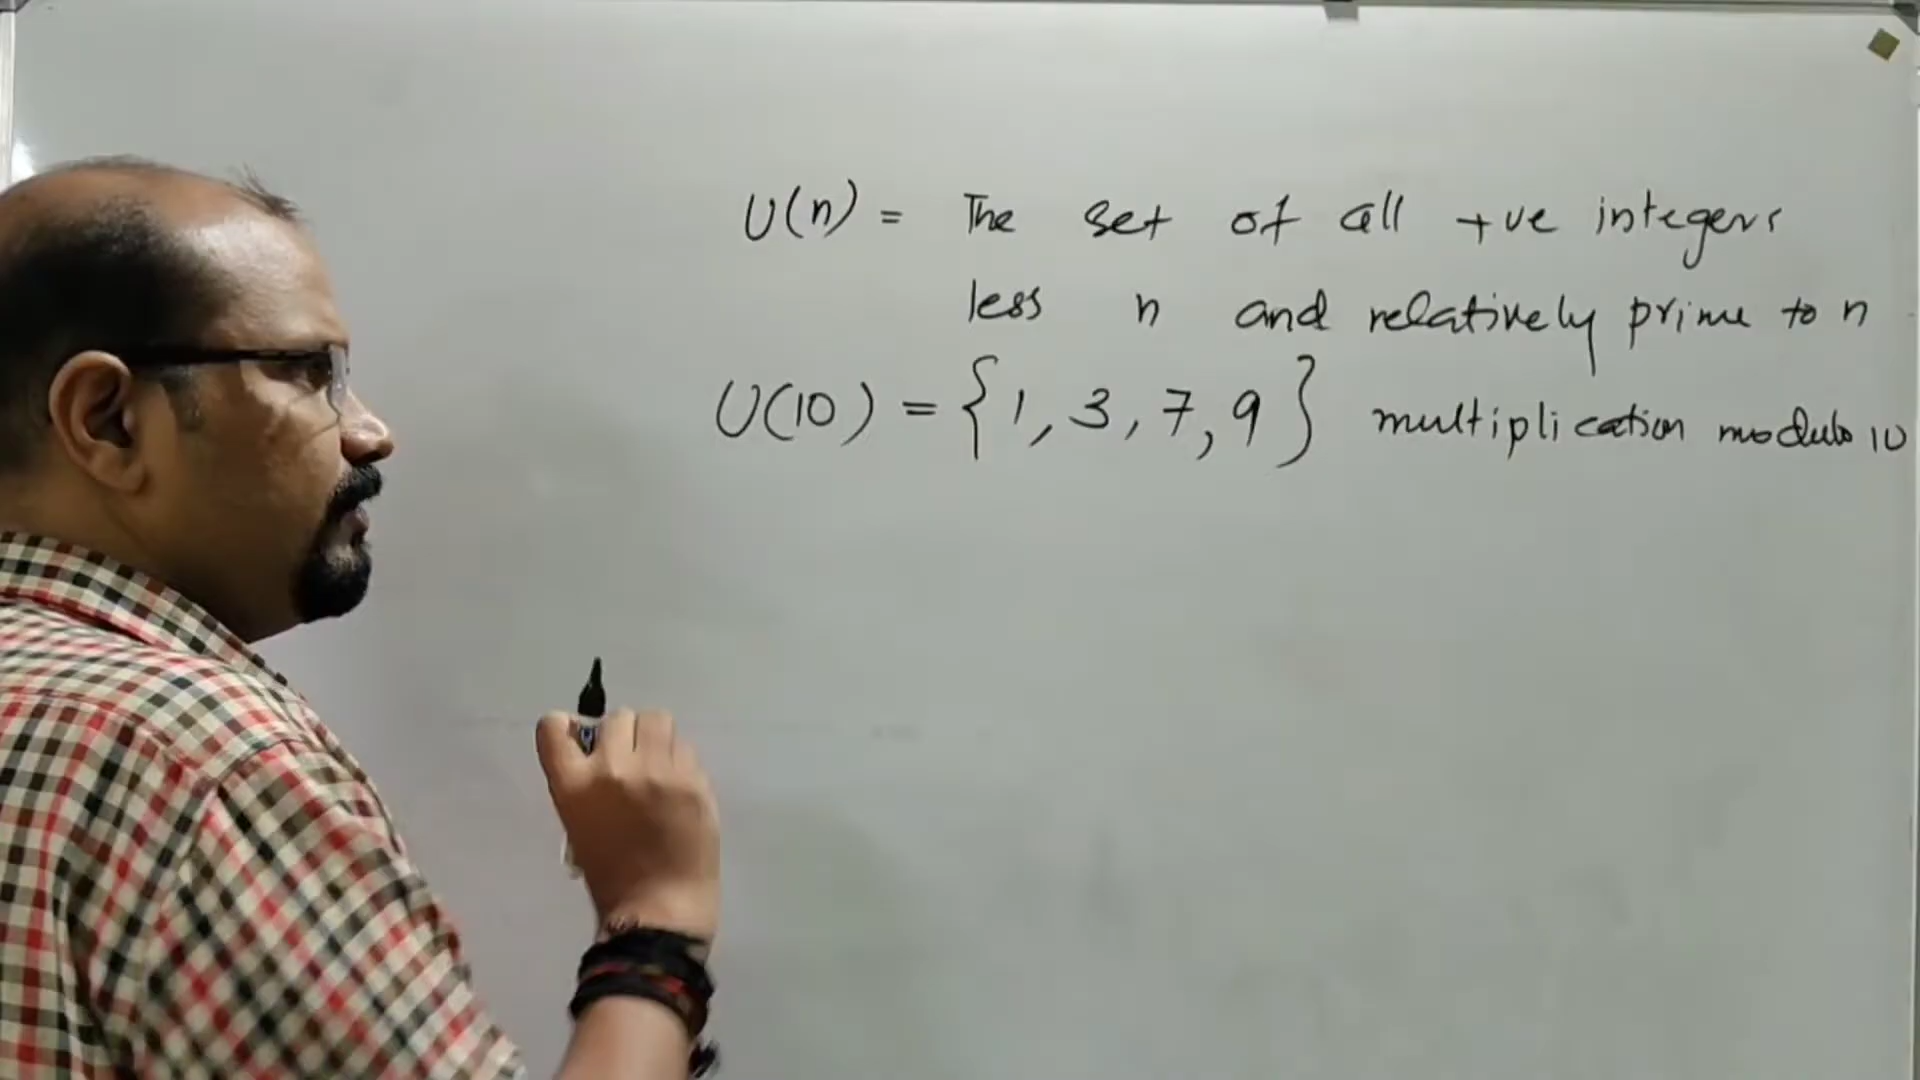 U(n) = The set of all +ve integers
less n and relatively prime to n
U(10) = {1, 3, 7, 9} multiplication modulo 10